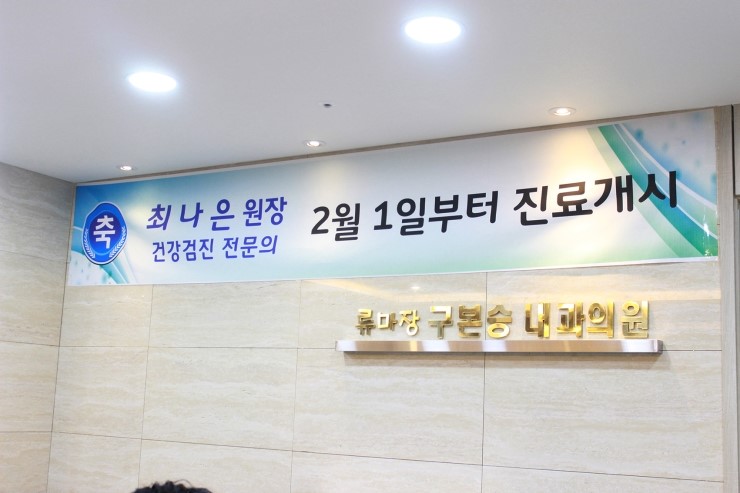 축
최 나 은 원장
건강검진 전문의
2월 1일부터 진료개시
류마장 구본승 내과의원